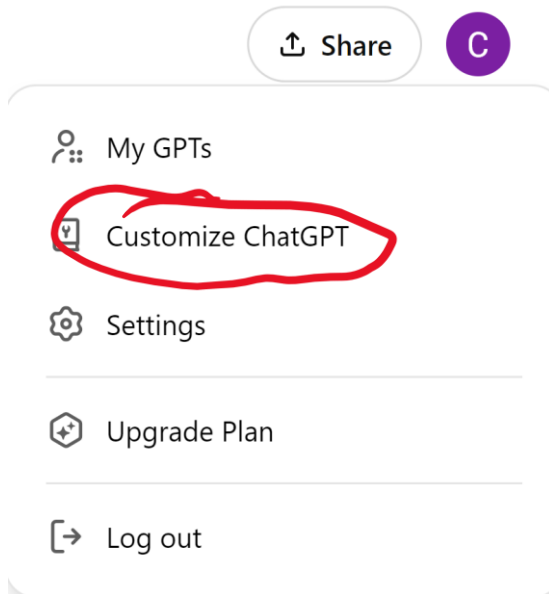 Share
C
My GPTs
Customize ChatGPT
Settings
Upgrade Plan
Log out